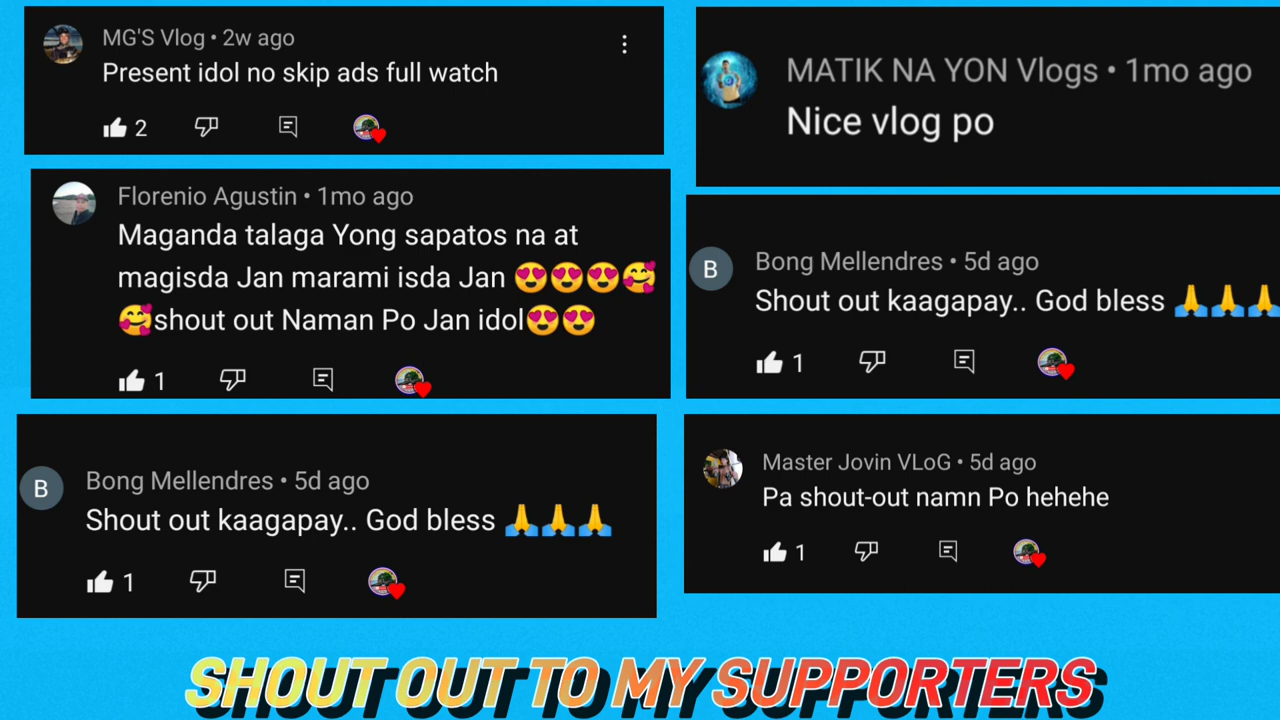 MG'S Vlog • 2w ago
Present idol no skip ads full watch
2
MATIK NA YON Vlogs • 1mo ago
Nice vlog po
Florenio Agustin • 1mo ago
Maganda talaga Yong sapatos na at
magisda Jan marami isda Jan 😍😍😍🥰
🥰shout out Naman Po Jan idol😍😍
1
B
Bong Mellendres • 5d ago
Shout out kaagapay.. God bless 🙏🙏🙏
1
B
Bong Mellendres • 5d ago
Shout out kaagapay.. God bless 🙏🙏🙏
1
Master Jovin VLoG • 5d ago
Pa shout-out namn Po hehehe
1
SHOUT OUT TO MY SUPPORTERS